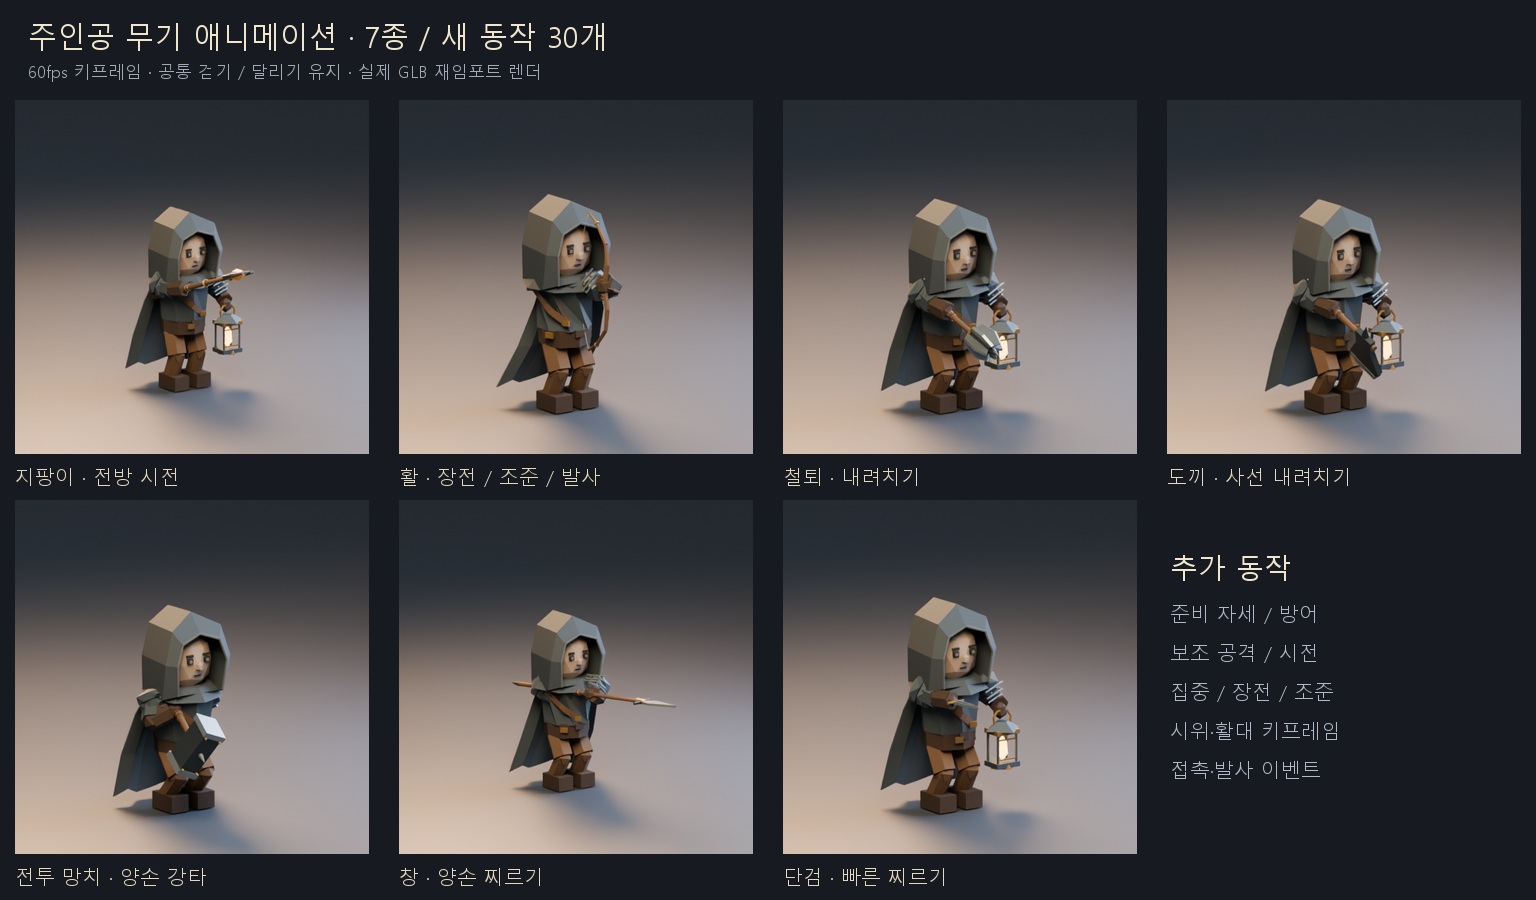 주인공 무기 애니메이션 · 7종 / 새 동작 30개
60fps 키프레임 · 공통 걷기 / 달리기 유지 · 실제 GLB 재임포트 렌더
지팡이 · 전방 시전
활 · 장전 / 조준 / 발사
철퇴 · 내려치기
도끼 · 사선 내려치기
전투 망치 · 양손 강타
창 · 양손 찌르기
단검 · 빠른 찌르기
추가 동작
준비 자세 / 방어
보조 공격 / 시전
집중 / 장전 / 조준
시위·활대 키프레임
접촉·발사 이벤트